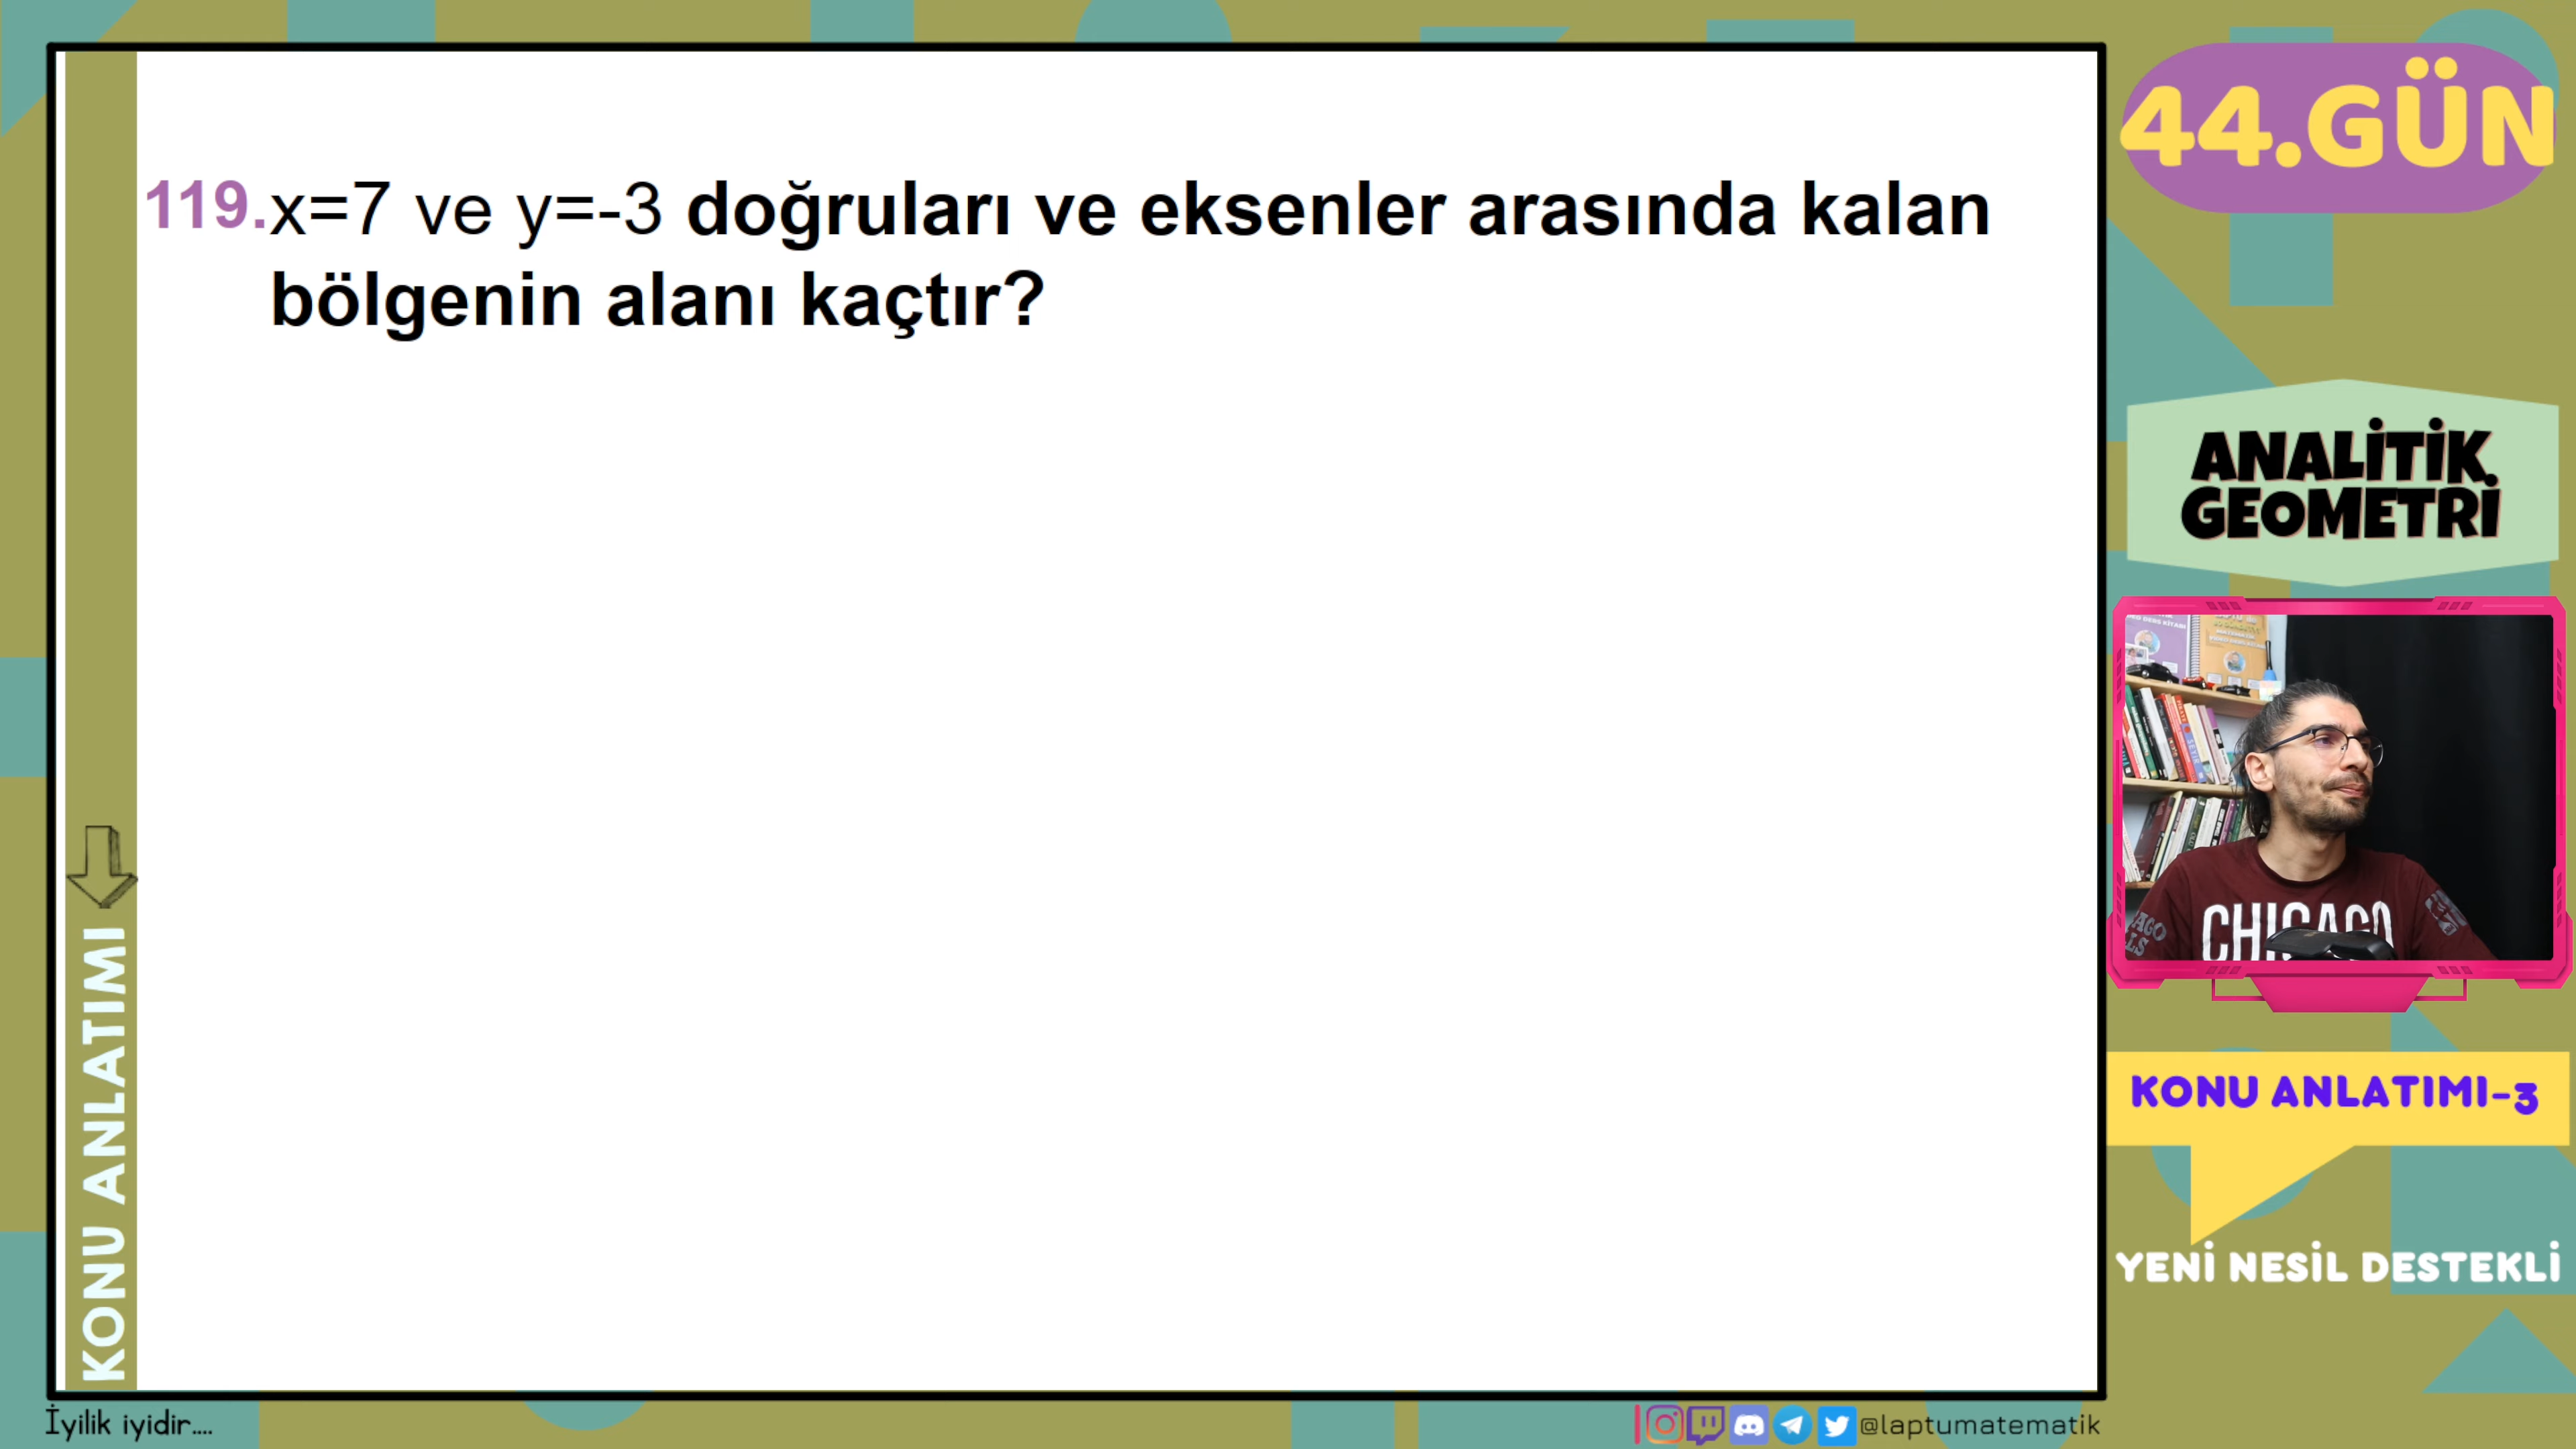 44.GÜN
119.x=7 ve y=-3 doğruları ve eksenler arasında kalan
bölgenin alanı kaçtır?
ANALİTİK
GEOMETRİ
CHICAGO
KONU ANLATIMI
KONU ANLATIMI-3
YENİ NESİL DESTEKLİ
İyilik iyidir....
@laptumatematik